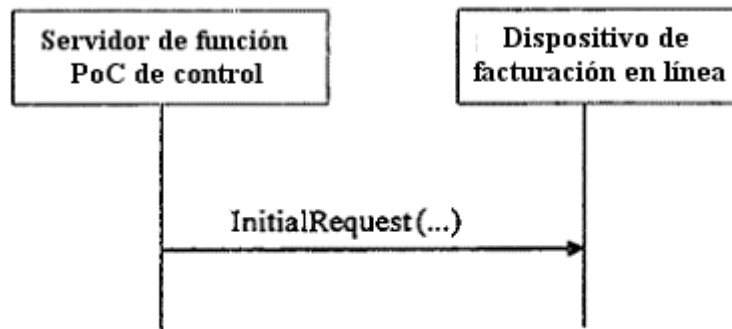 Servidor de función
PoC de control
Dispositivo de
facturación en línea
InitialRequest(...)